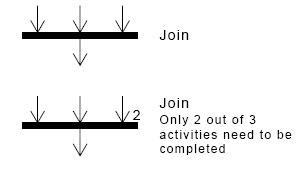 Join
Join
2
Only 2 out of 3
activities need to be
completed